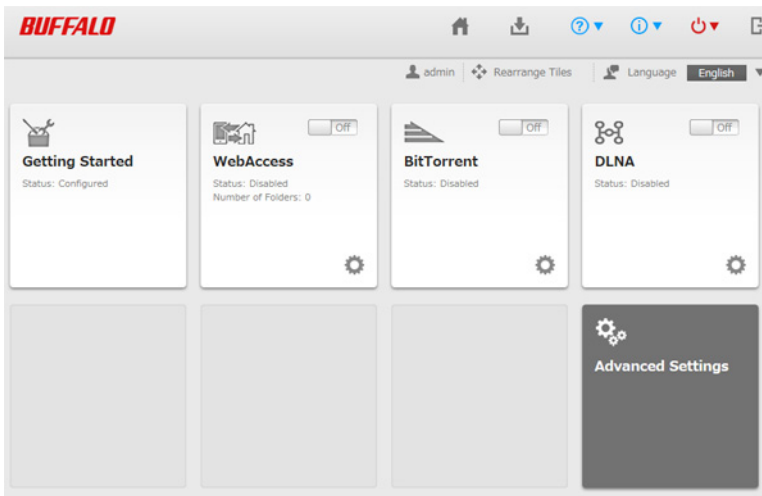 BUFFALO
admin Rearrange Tiles Language English
Off Off Off
Getting Started WebAccess BitTorrent DLNA
Status: Configured Status: Disabled Status: Disabled Status: Disabled
Number of Folders: 0
Advanced Settings